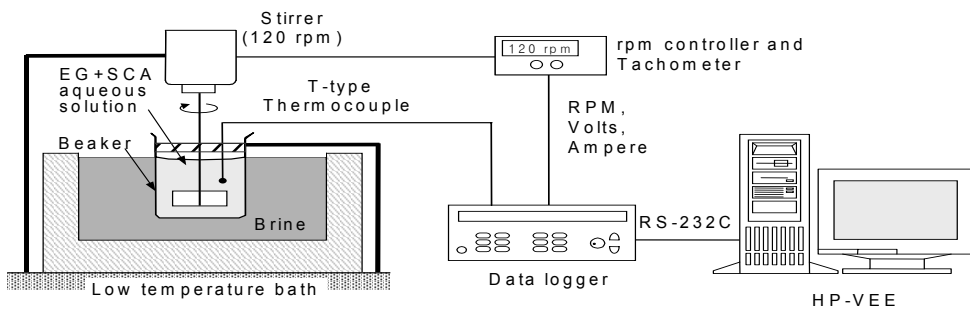 Stirrer
(120 rpm)
120 rpm
rpm controller and
Tachometer
EG+SCA
aqueous
solution
T-type
Thermocouple
RPM,
Volts,
Ampere
Beaker
Brine
RS-232C
Low temperature bath
Data logger
HP-VEE